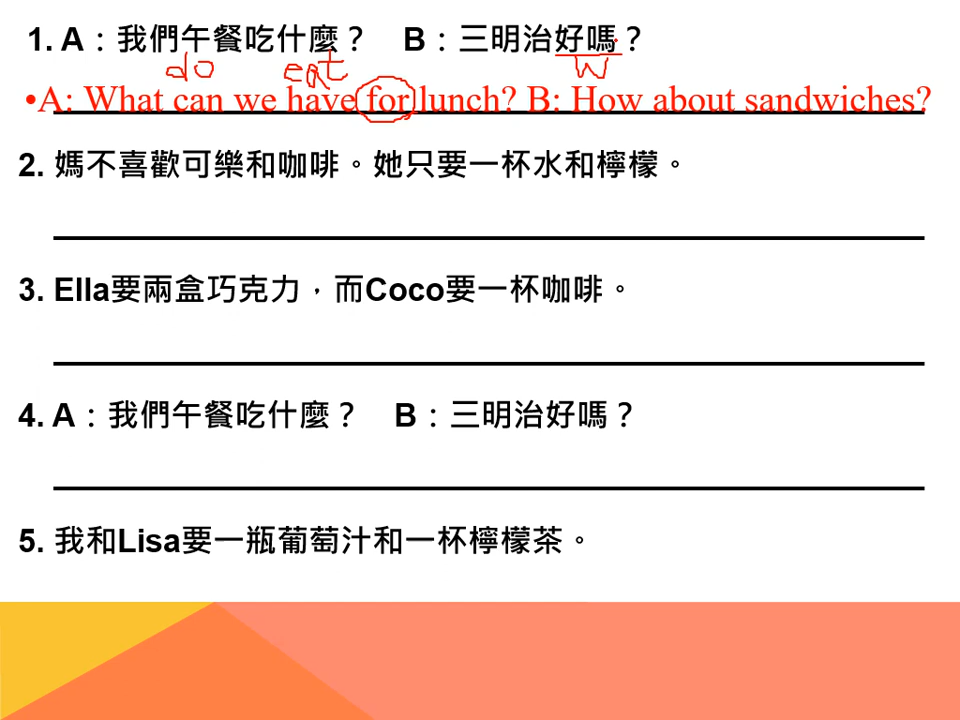 1. A：我們午餐吃什麼？ B：三明治好嗎？
do eat W
•A: What can we have for lunch? B: How about sandwiches?
2. 媽不喜歡可樂和咖啡。她只要一杯水和檸檬。
3. Ella要兩盒巧克力，而Coco要一杯咖啡。
4. A：我們午餐吃什麼？ B：三明治好嗎？
5. 我和Lisa要一瓶葡萄汁和一杯檸檬茶。